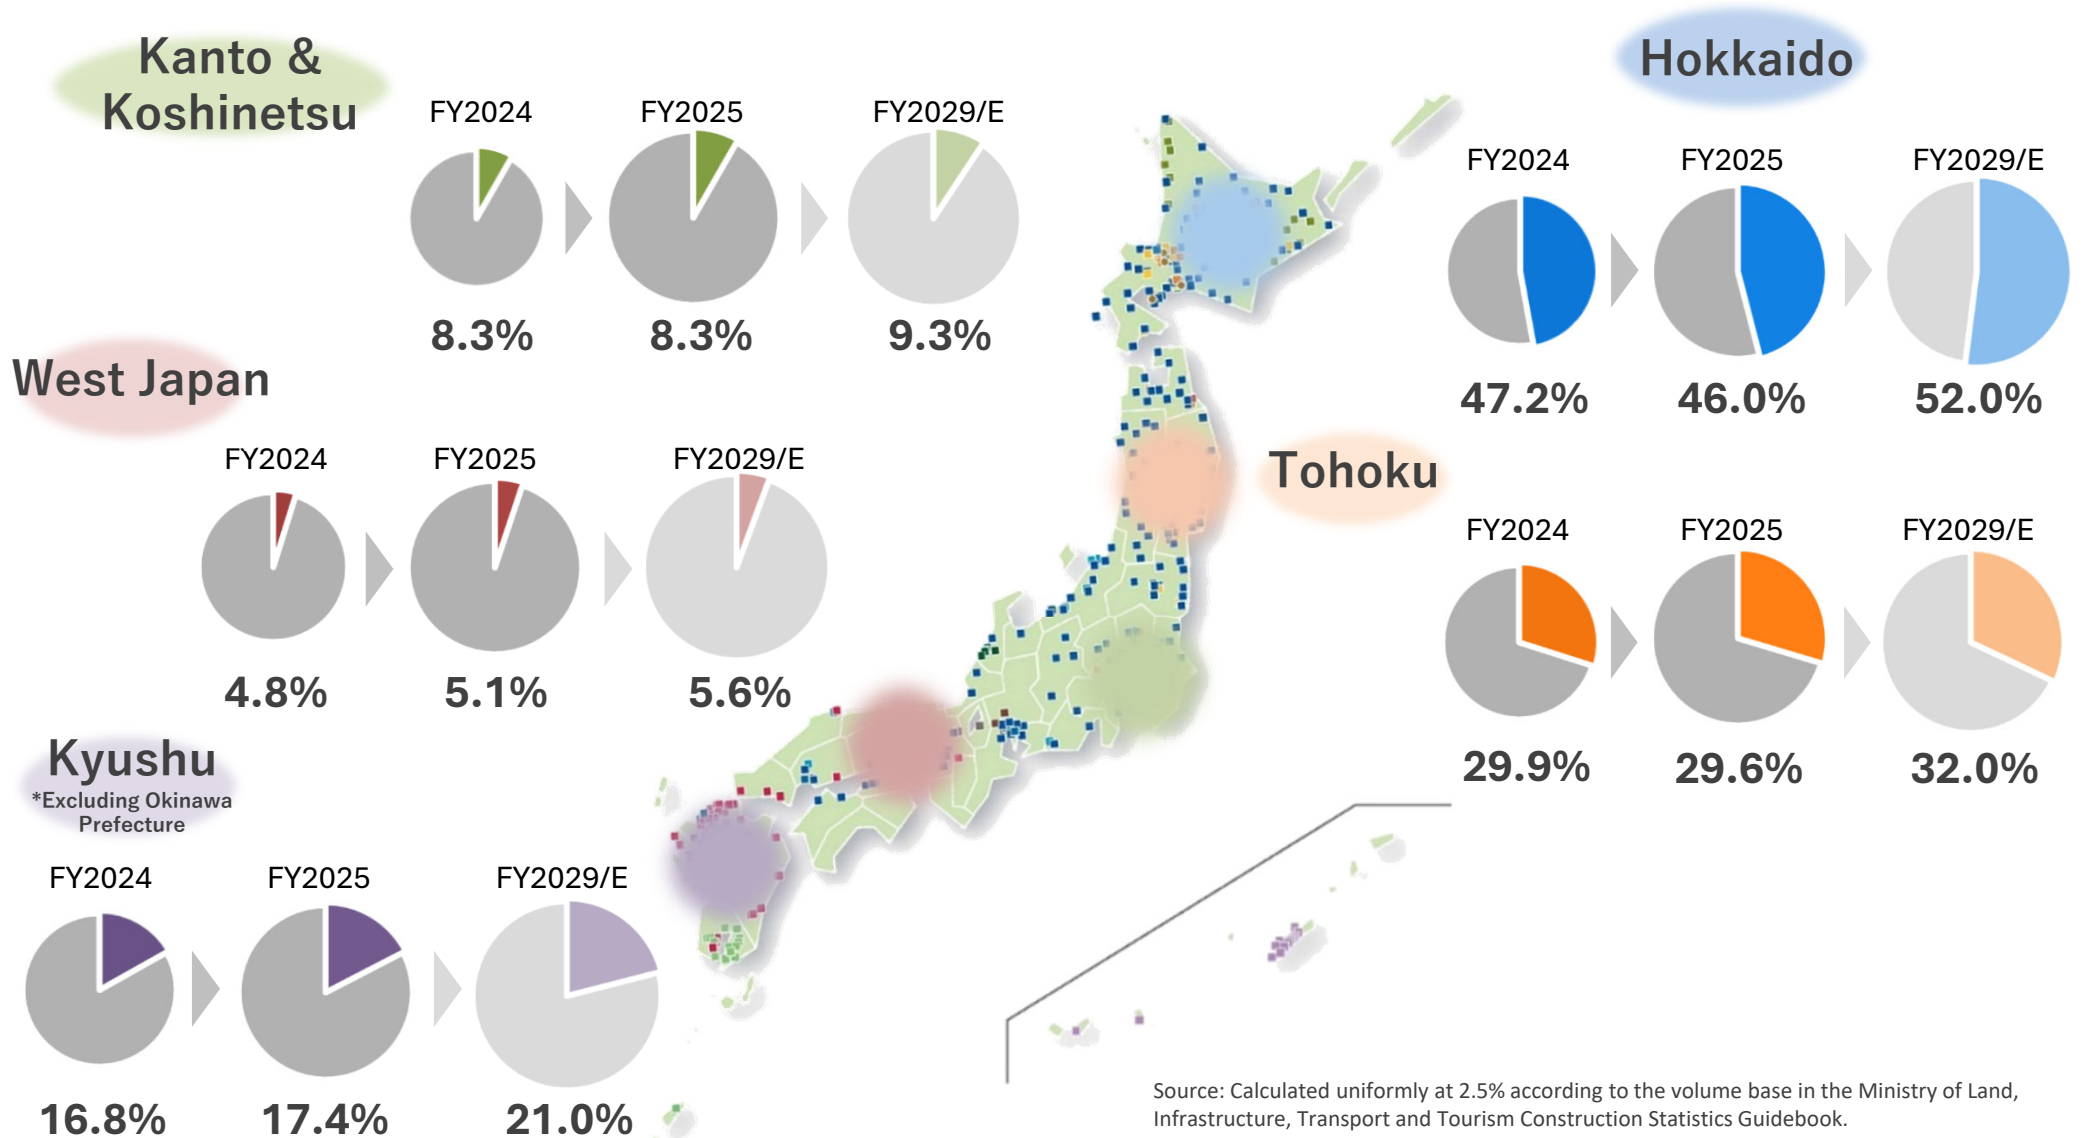 Kanto &
Koshinetsu
FY2024
FY2025
FY2029/E
8.3%
8.3%
9.3%
West Japan
FY2024
FY2025
FY2029/E
4.8%
5.1%
5.6%
Kyushu
*Excluding Okinawa
Prefecture
FY2024
FY2025
FY2029/E
16.8%
17.4%
21.0%
Hokkaido
FY2024
FY2025
FY2029/E
47.2%
46.0%
52.0%
Tohoku
FY2024
FY2025
FY2029/E
29.9%
29.6%
32.0%
Source: Calculated uniformly at 2.5% according to the volume base in the Ministry of Land,
Infrastructure, Transport and Tourism Construction Statistics Guidebook.